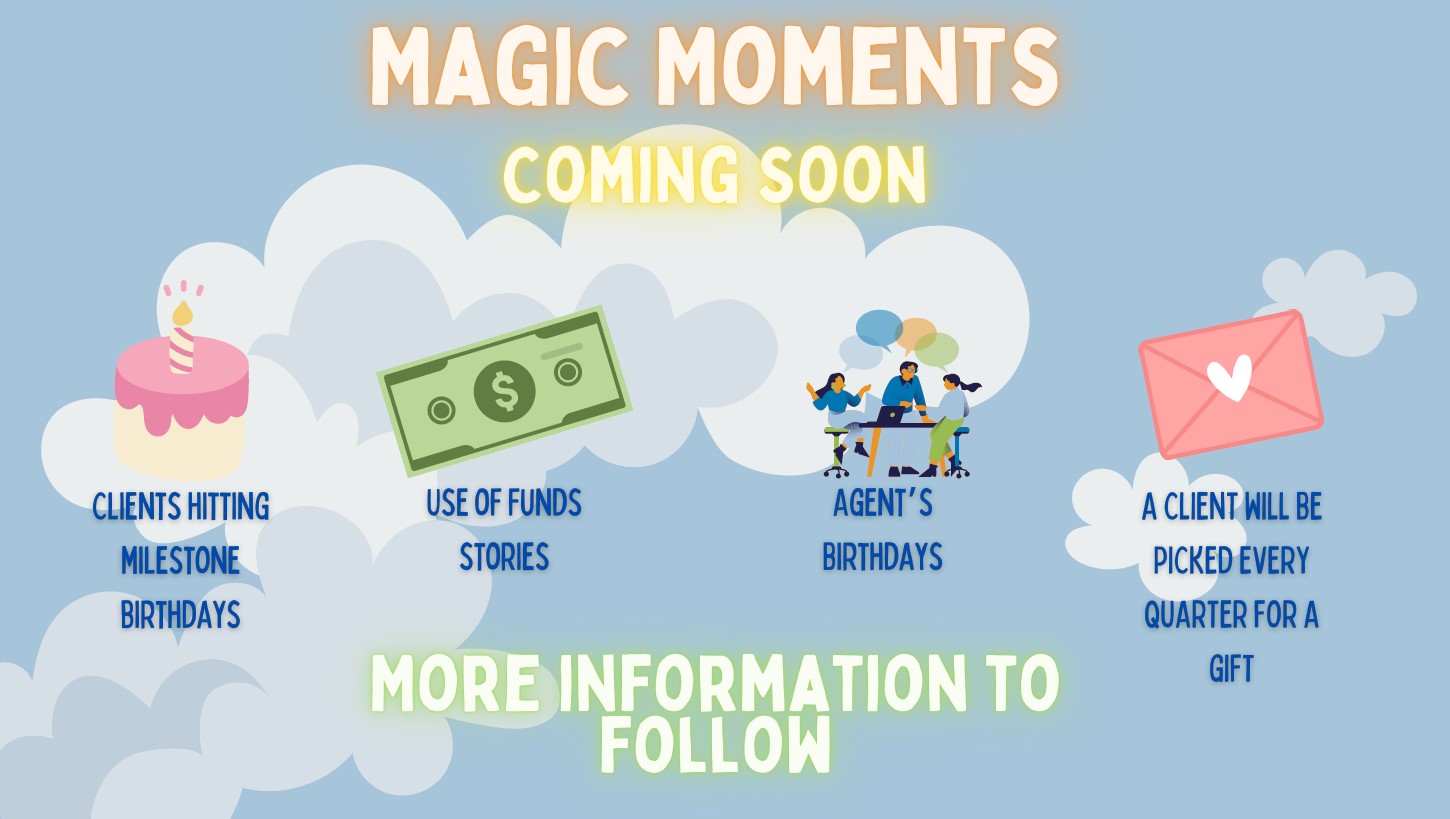 MAGIC MOMENTS
COMING SOON
$
CLIENTS HITTING
MILESTONE
BIRTHDAYS
USE OF FUNDS
STORIES
AGENT'S
BIRTHDAYS
A CLIENT WILL BE
PICKED EVERY
QUARTER FOR A
GIFT
MORE INFORMATION TO
FOLLOW